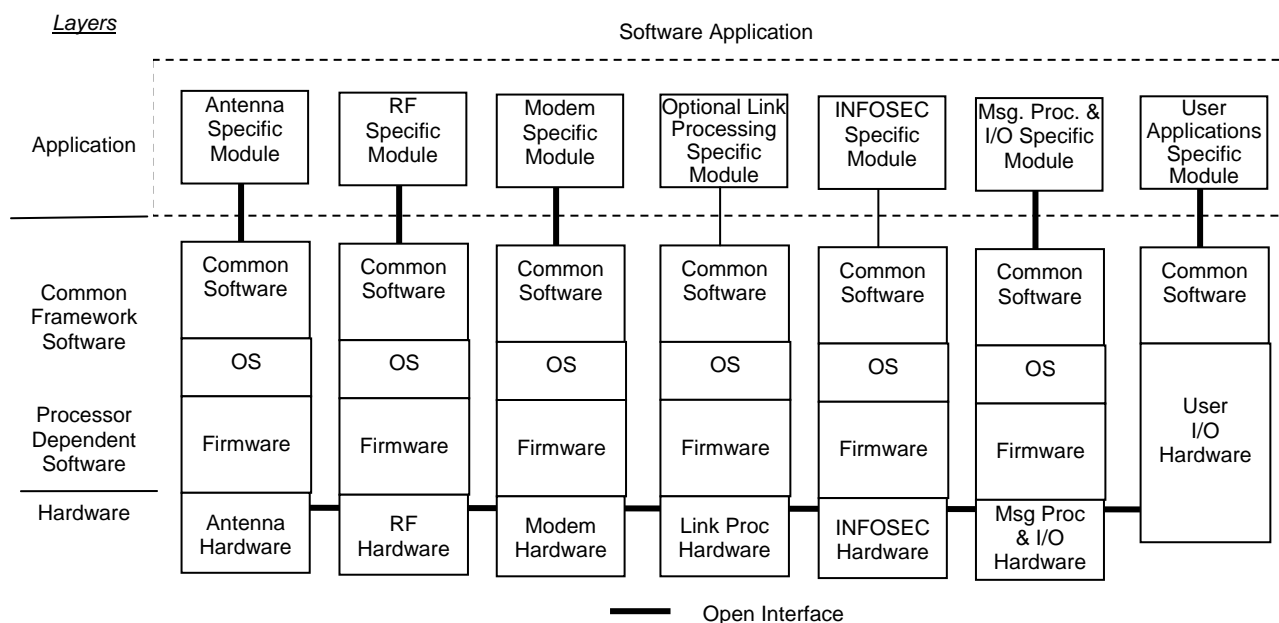 Layers
Software Application
Application
Antenna
Specific
Module
RF
Specific
Module
Modem
Specific
Module
Optional Link
Processing
Specific
Module
INFOSEC
Specific
Module
Msg. Proc. &
I/O Specific
Module
User
Applications
Specific
Module
Common
Framework
Software
Common
Software
Common
Software
Common
Software
Common
Software
Common
Software
Common
Software
Common
Software
OS
OS
OS
OS
OS
OS
Processor
Dependent
Software
Firmware
Firmware
Firmware
Firmware
Firmware
Firmware
User
I/O
Hardware
Hardware
Antenna
Hardware
RF
Hardware
Modem
Hardware
Link Proc
Hardware
INFOSEC
Hardware
Msg Proc
& I/O
Hardware
Open Interface